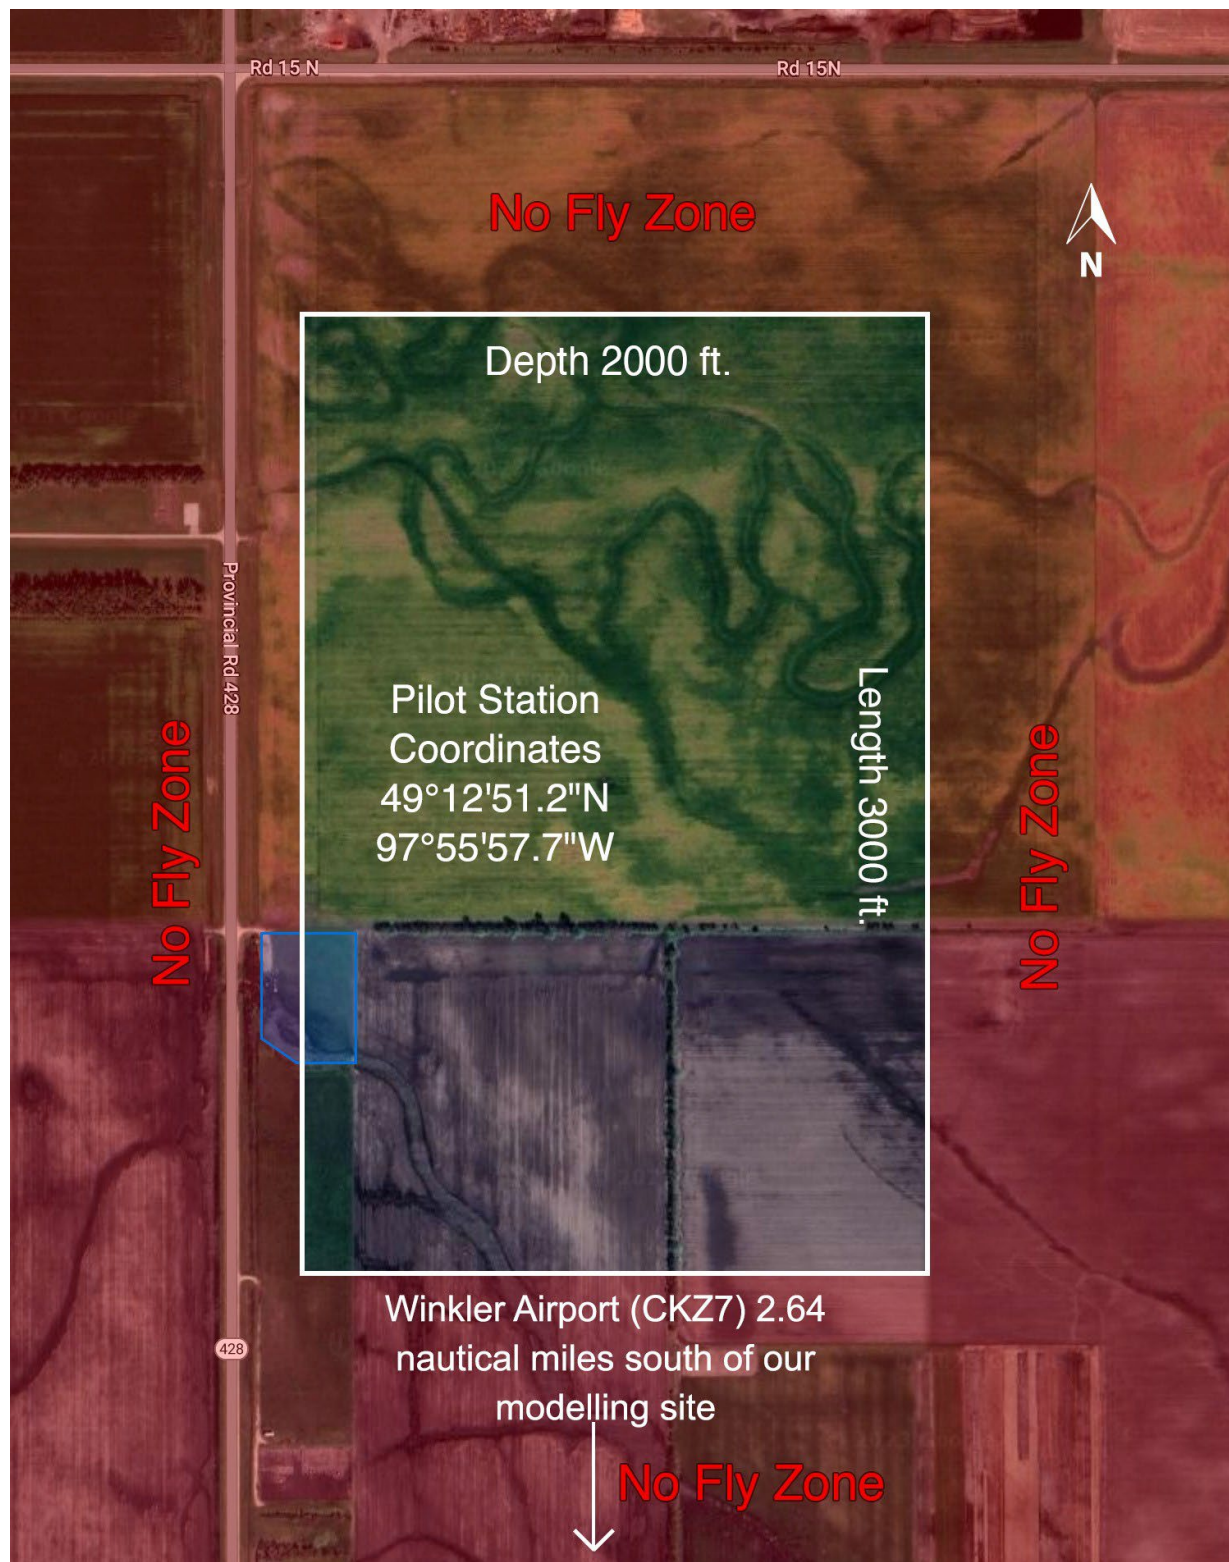 Rd 15 N
Rd 15N
No Fly Zone
N
Depth 2000 ft.
Provincial Rd 428
Pilot Station
Coordinates
49°12'51.2"N
97°55'57.7"W
Length 3000 ft.
No Fly Zone
No Fly Zone
Winkler Airport (CKZ7) 2.64
nautical miles south of our
modelling site
428
No Fly Zone